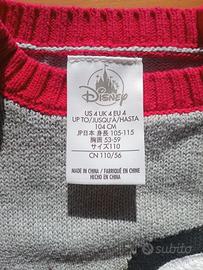 Disney
US 4 UK 4 EU 4
UP TO/JUSQU'À/HASTA
104 CM
JP日本 身長 105-115
胸囲 53-59
サイズ110
CN 110/56
MADE IN CHINA / FABRIQUÉ EN CHINE
HECHO EN CHINA
subito